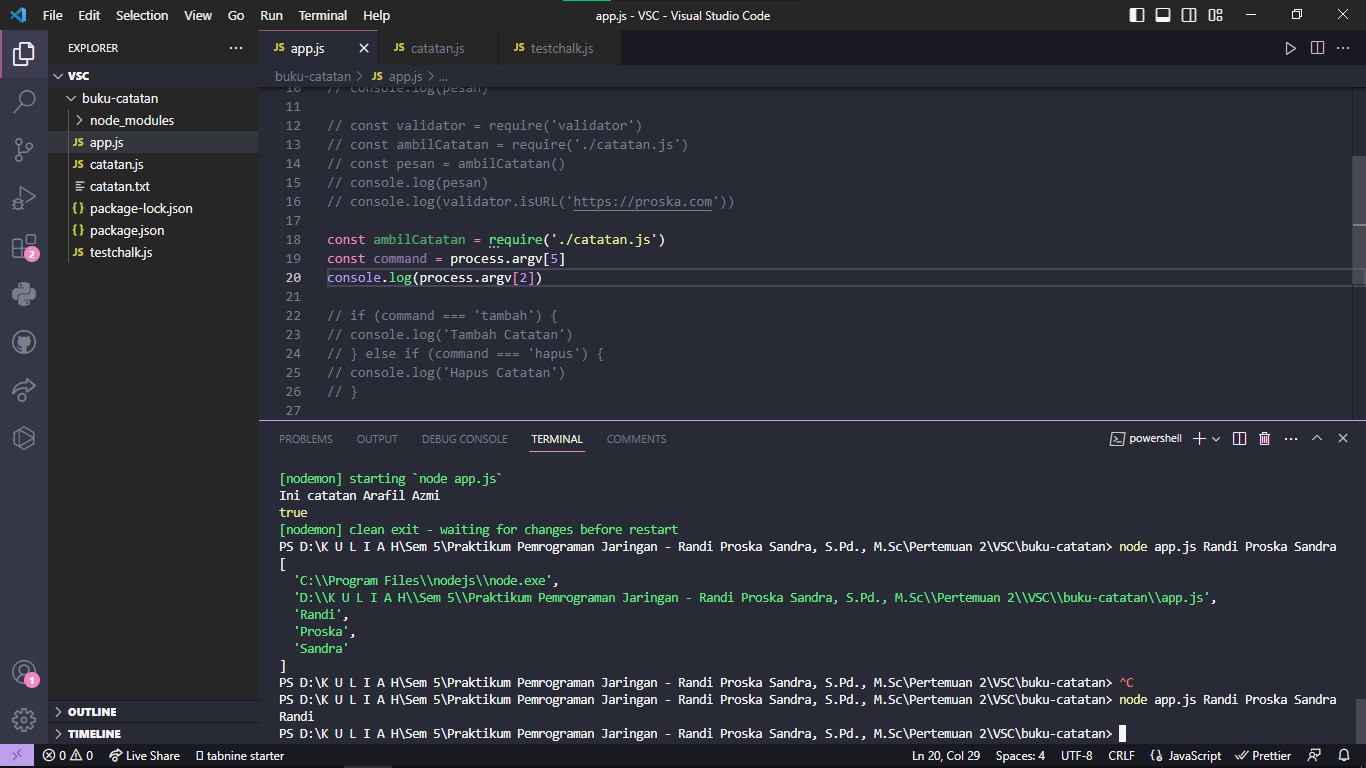 File Edit Selection View Go Run Terminal Help
app.js - VSC - Visual Studio Code
EXPLORER
VSC
buku-catatan
node_modules
JS app.js
JS catatan.js
catatan.txt
{} package-lock.json
{} package.json
JS testchalk.js
OUTLINE
TIMELINE
2
1
JS app.js
JS catatan.js
JS testchalk.js
buku-catatan > JS app.js > ...
10 // console.log(pesan)
11
12 // const validator = require('validator')
13 // const ambilCatatan = require('./catatan.js')
14 // const pesan = ambilCatatan()
15 // console.log(pesan)
16 // console.log(validator.isURL('https://proska.com'))
17
18 const ambilCatatan = require('./catatan.js')
19 const command = process.argv[5]
20 console.log(process.argv[2])
21
22 // if (command === 'tambah') {
23 // console.log('Tambah Catatan')
24 // } else if (command === 'hapus') {
25 // console.log('Hapus Catatan')
26 // }
27
PROBLEMS OUTPUT DEBUG CONSOLE TERMINAL COMMENTS
powershell
[nodemon] starting `node app.js`
Ini catatan Arafil Azmi
true
[nodemon] clean exit - waiting for changes before restart
PS D:\K U L I A H\Sem 5\Praktikum Pemrograman Jaringan - Randi Proska Sandra, S.Pd., M.Sc\Pertemuan 2\VSC\buku-catatan> node app.js Randi Proska Sandra
[
'C:\\Program Files\\nodejs\\node.exe',
'D:\\K U L I A H\\Sem 5\\Praktikum Pemrograman Jaringan - Randi Proska Sandra, S.Pd., M.Sc\\Pertemuan 2\\VSC\\buku-catatan\\app.js',
'Randi',
'Proska',
'Sandra'
]
PS D:\K U L I A H\Sem 5\Praktikum Pemrograman Jaringan - Randi Proska Sandra, S.Pd., M.Sc\Pertemuan 2\VSC\buku-catatan> ^C
PS D:\K U L I A H\Sem 5\Praktikum Pemrograman Jaringan - Randi Proska Sandra, S.Pd., M.Sc\Pertemuan 2\VSC\buku-catatan> node app.js Randi Proska Sandra
Randi
PS D:\K U L I A H\Sem 5\Praktikum Pemrograman Jaringan - Randi Proska Sandra, S.Pd., M.Sc\Pertemuan 2\VSC\buku-catatan>
0 0 Live Share tabnine starter Ln 20, Col 29 Spaces: 4 UTF-8 CRLF {} JavaScript Prettier